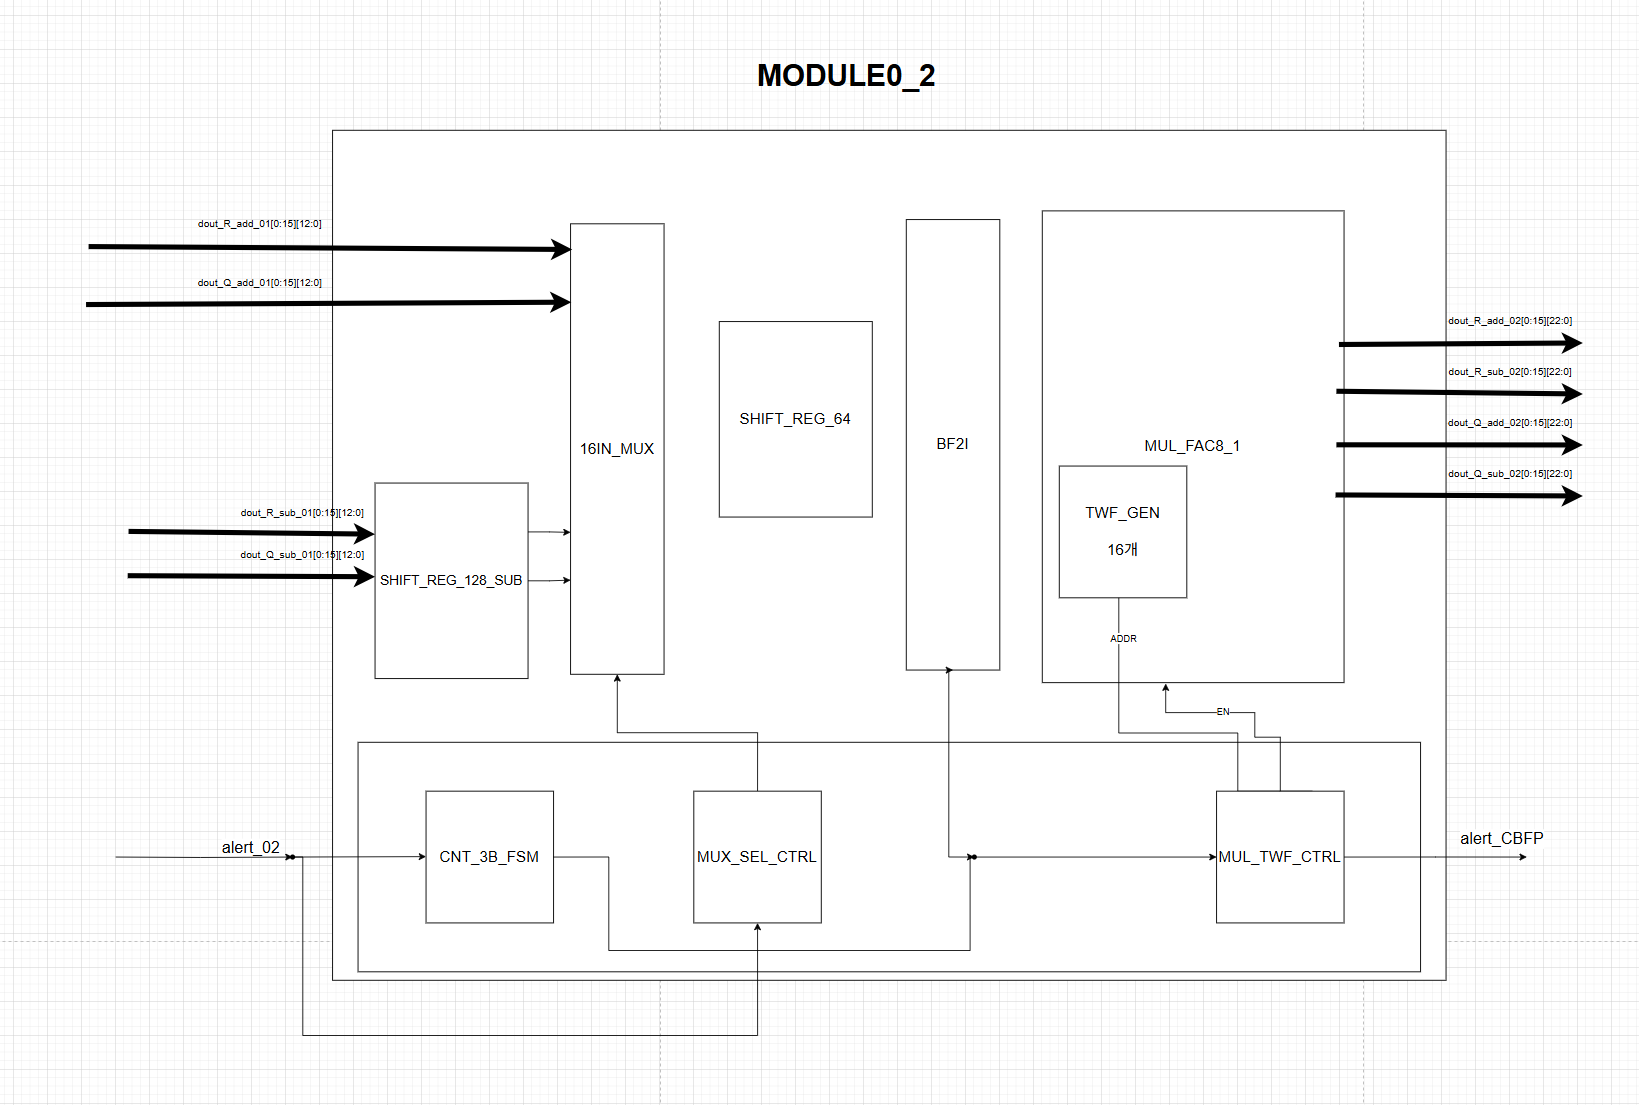 MODULE0_2
dout_R_add_01[0:15][12:0]
dout_Q_add_01[0:15][12:0]
dout_R_sub_01[0:15][12:0]
dout_Q_sub_01[0:15][12:0]
SHIFT_REG_128_SUB
16IN_MUX
SHIFT_REG_64
BF2I
MUL_FAC8_1
TWF_GEN
16개
ADDR
EN
dout_R_add_02[0:15][22:0]
dout_R_sub_02[0:15][22:0]
dout_Q_add_02[0:15][22:0]
dout_Q_sub_02[0:15][22:0]
alert_02
CNT_3B_FSM
MUX_SEL_CTRL
MUL_TWF_CTRL
alert_CBFP